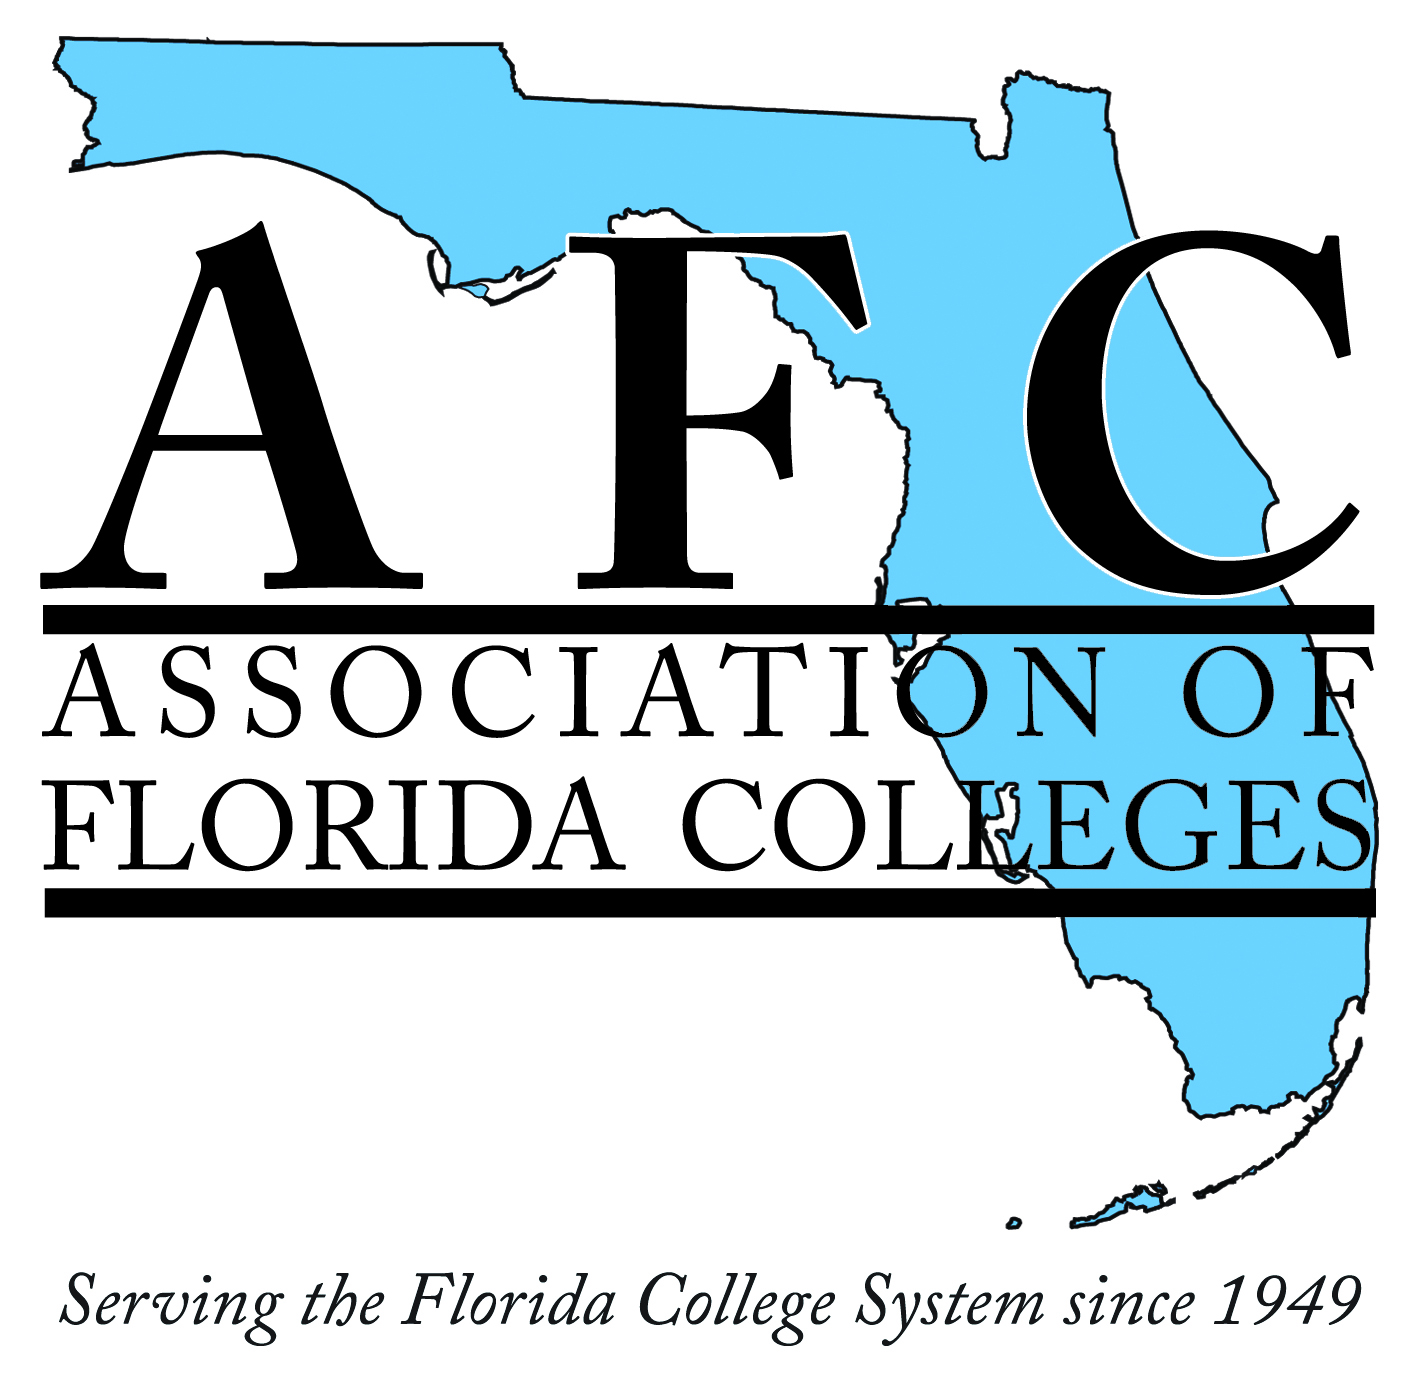 AFC
ASSOCIATION OF
FLORIDA COLLEGES
Serving the Florida College System since 1949